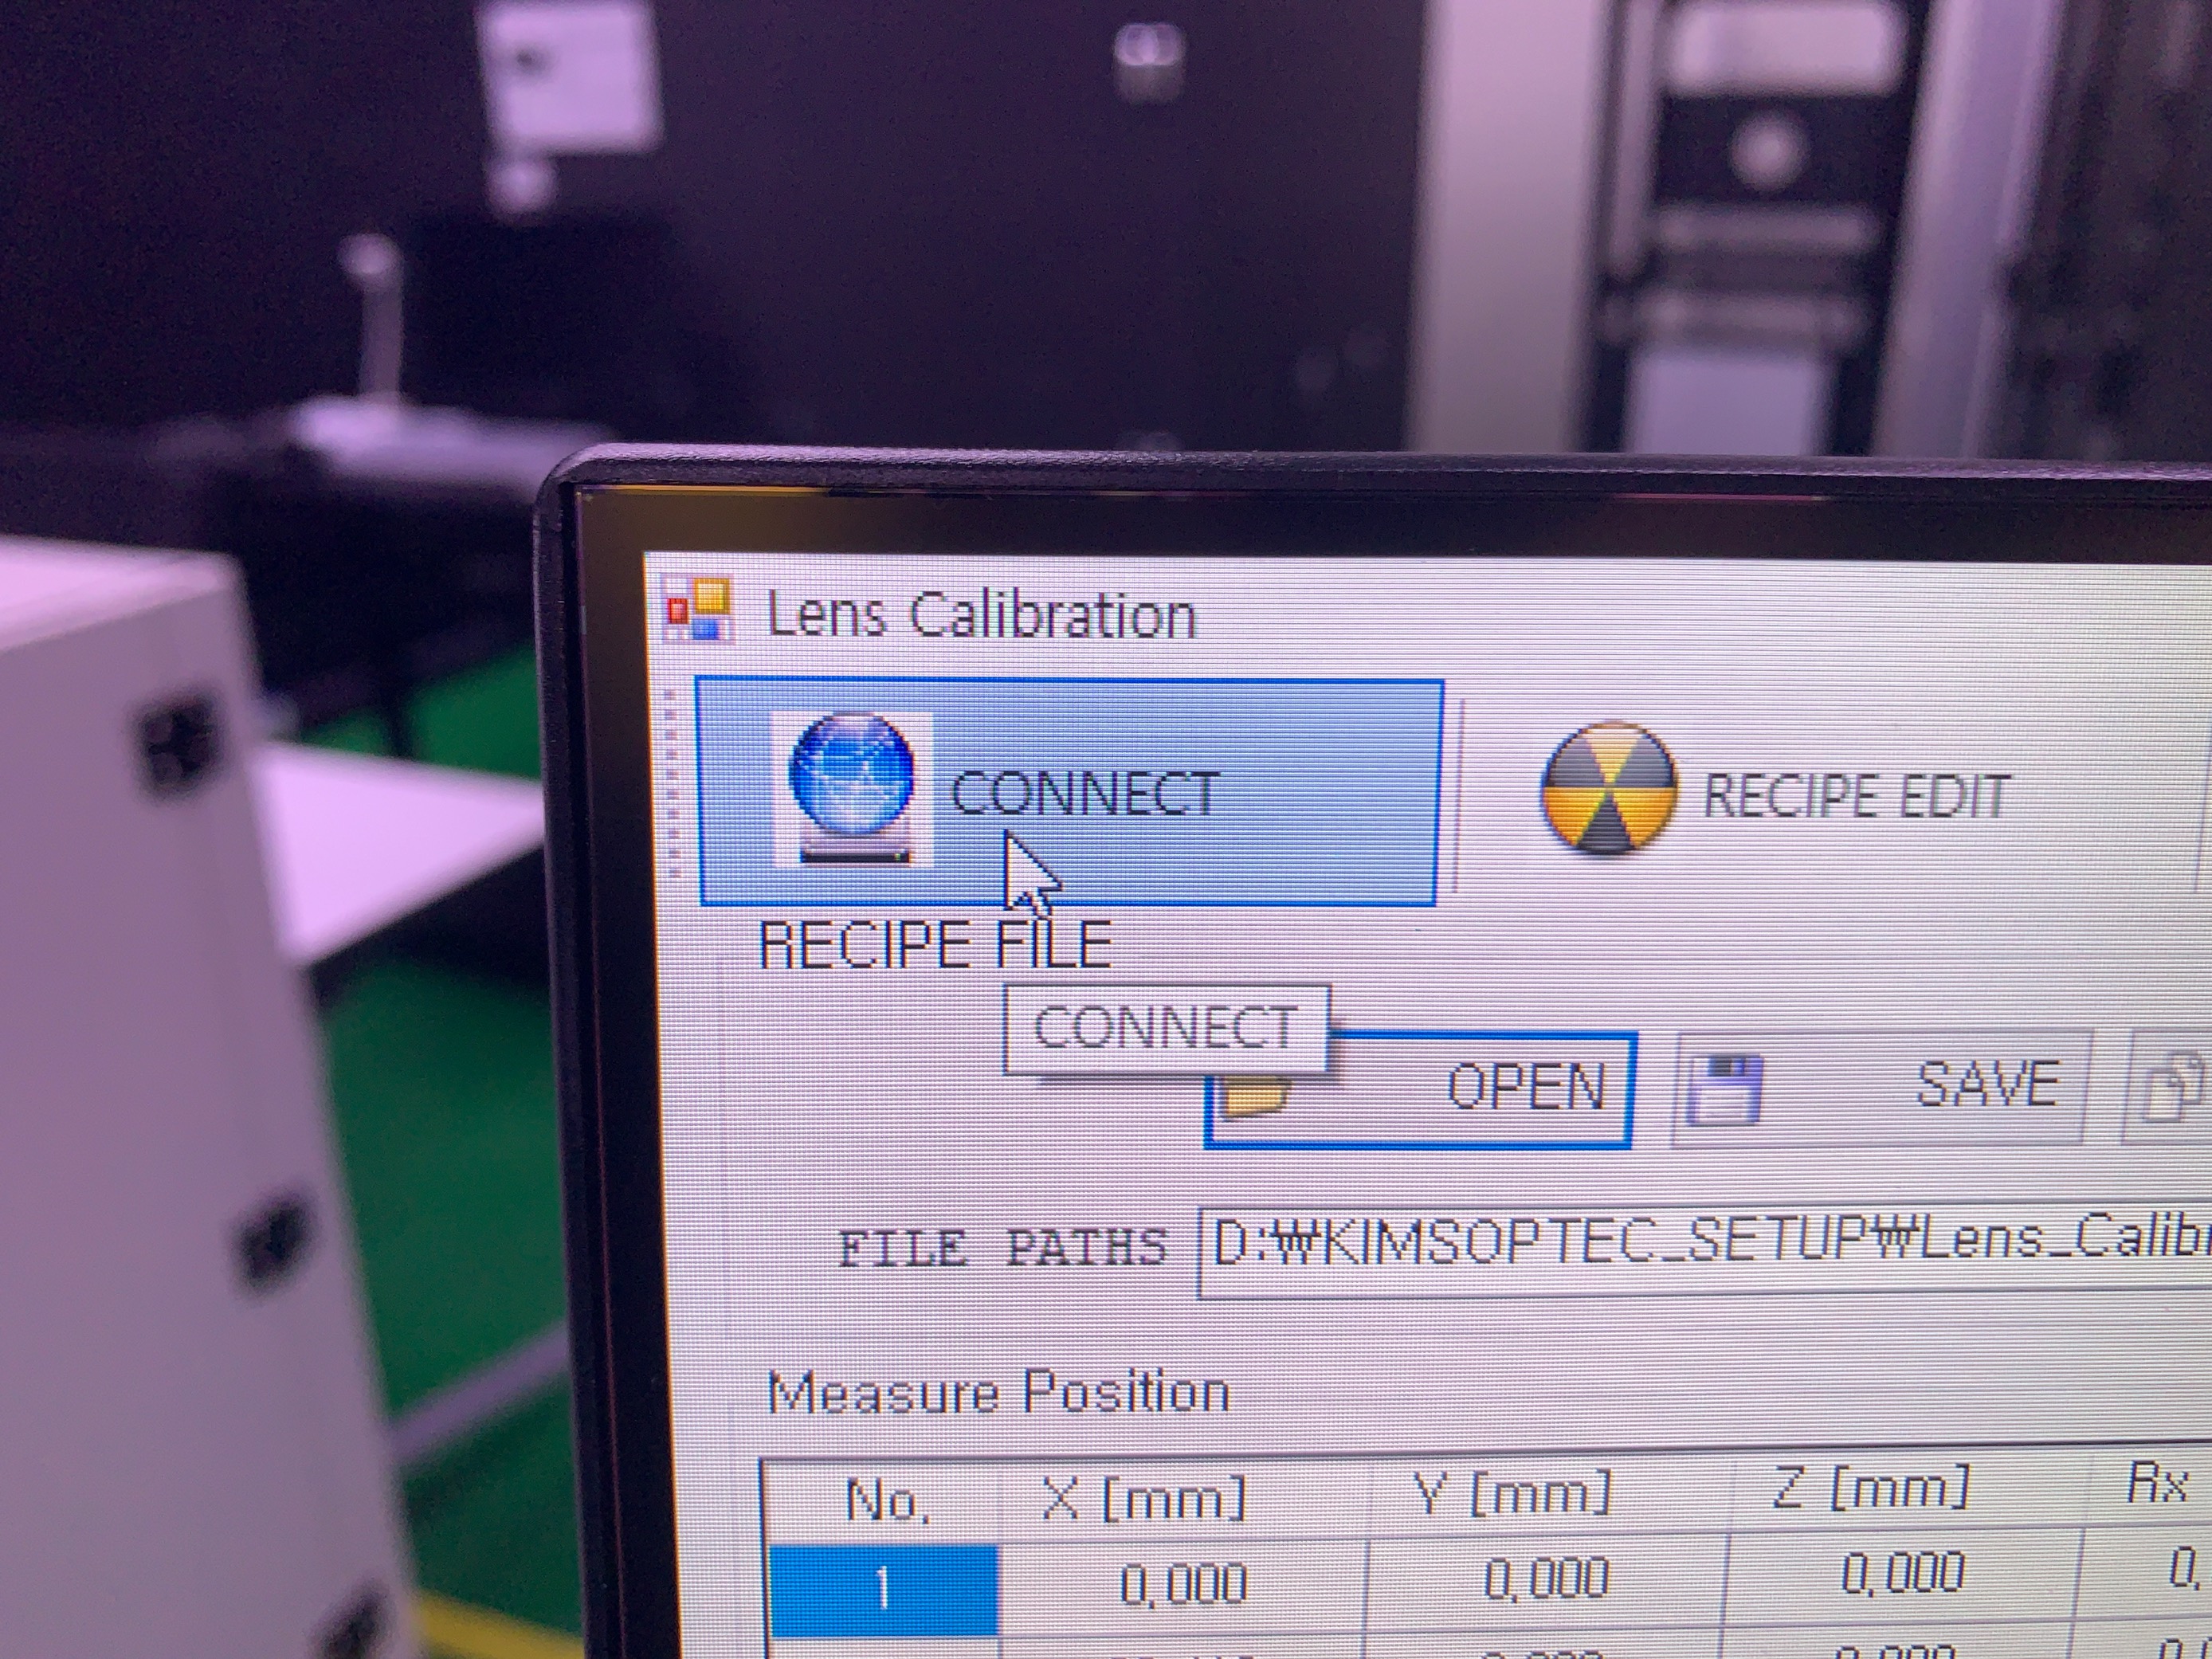 Lens Calibration
CONNECT
RECIPE EDIT
RECIPE FILE
CONNECT
OPEN
SAVE
FILE PATHS
D:₩KIMSOPTEC_SETUP₩Lens_Calib
Measure Position
No. X [mm] Y [mm] Z [mm] Rx
1 0.000 0.000 0.000 0.